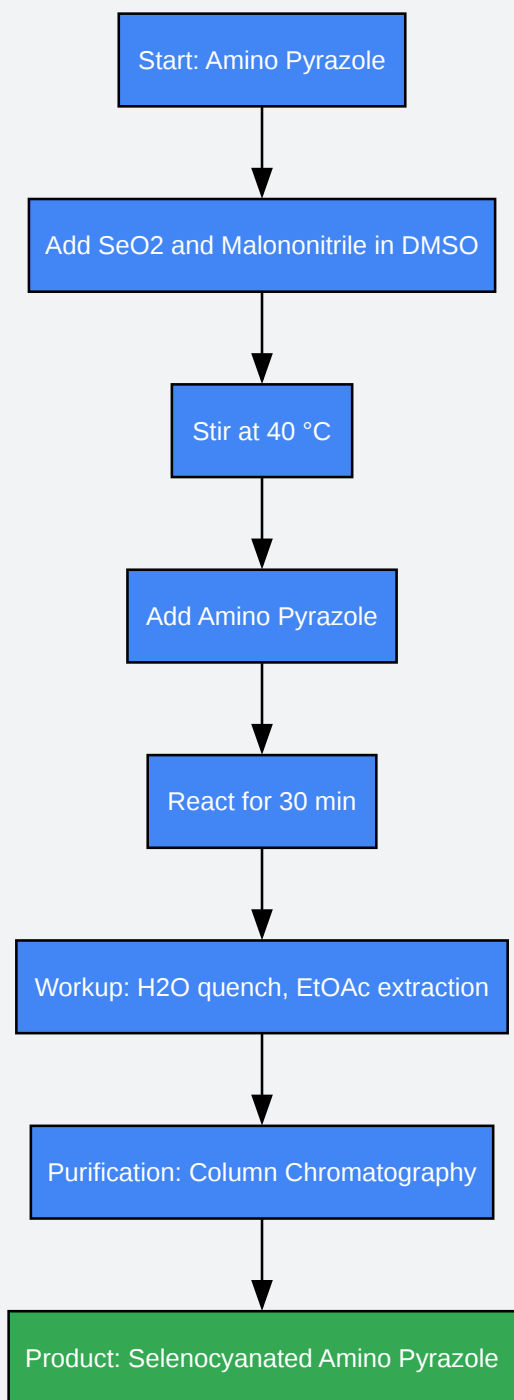 Start: Amino Pyrazole
Add SeO2 and Malononitrile in DMSO
Stir at 40 °C
Add Amino Pyrazole
React for 30 min
Workup: H2O quench, EtOAc extraction
Purification: Column Chromatography
Product: Selenocyanated Amino Pyrazole